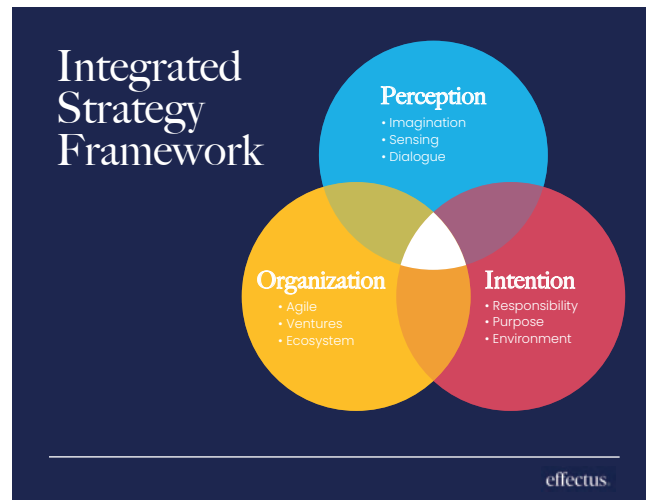 Integrated
Strategy
Framework
Perception
• Imagination
• Sensing
• Dialogue
Organization
• Agile
• Ventures
• Ecosystem
Intention
• Responsibility
• Purpose
• Environment
effectus.